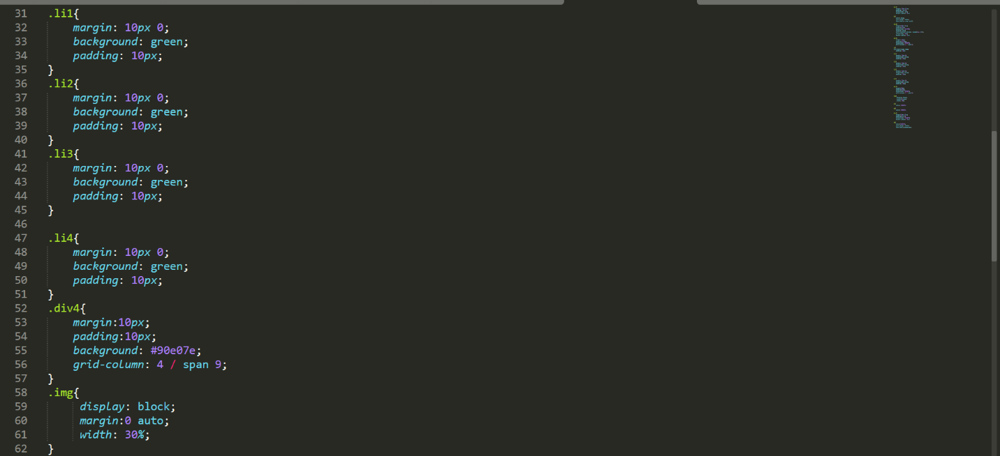 31 .li1{
32 margin: 10px 0;
33 background: green;
34 padding: 10px;
35 }
36 .li2{
37 margin: 10px 0;
38 background: green;
39 padding: 10px;
40 }
41 .li3{
42 margin: 10px 0;
43 background: green;
44 padding: 10px;
45 }
46
47 .li4{
48 margin: 10px 0;
49 background: green;
50 padding: 10px;
51 }
52 .div4{
53 margin:10px;
54 padding:10px;
55 background: #90e07e;
56 grid-column: 4 / span 9;
57 }
58 .img{
59 display: block;
60 margin:0 auto;
61 width: 30%;
62 }